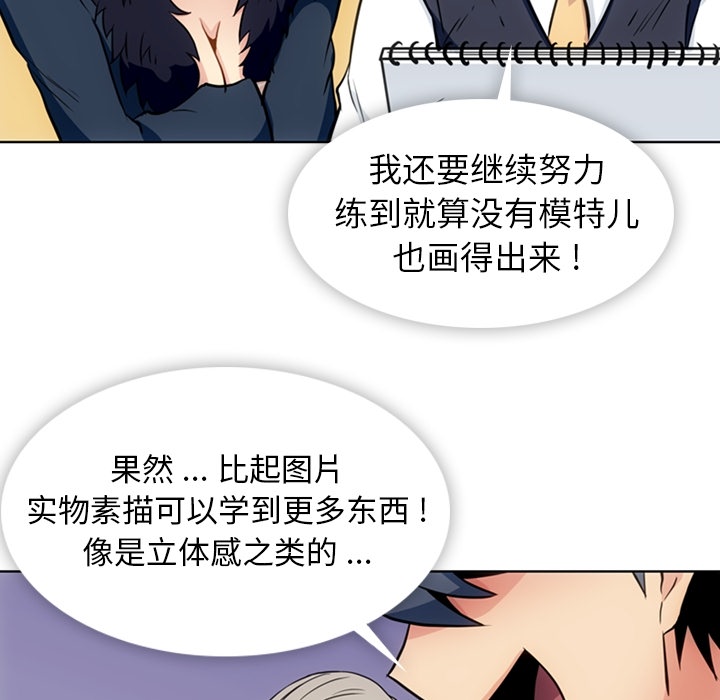 我还要继续努力
练到就算没有模特儿
也画得出来！
果然 ... 比起图片
实物素描可以学到更多东西！
像是立体感之类的 ...